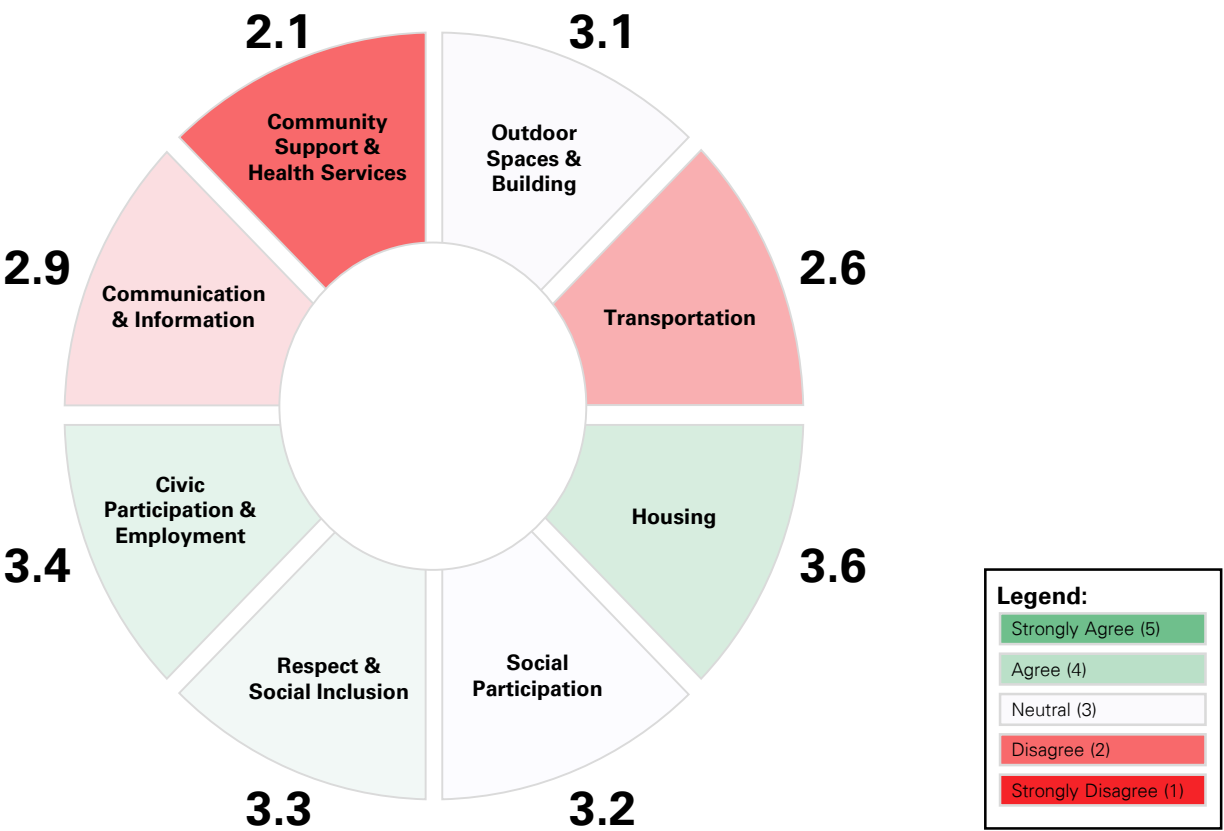 2.1
Community
Support &
Health Services
3.1
Outdoor
Spaces &
Building
2.6
Transportation
3.6
Housing
3.2
Social
Participation
3.3
Respect &
Social Inclusion
3.4
Civic
Participation &
Employment
2.9
Communication
& Information
Legend:
Strongly Agree (5)
Agree (4)
Neutral (3)
Disagree (2)
Strongly Disagree (1)